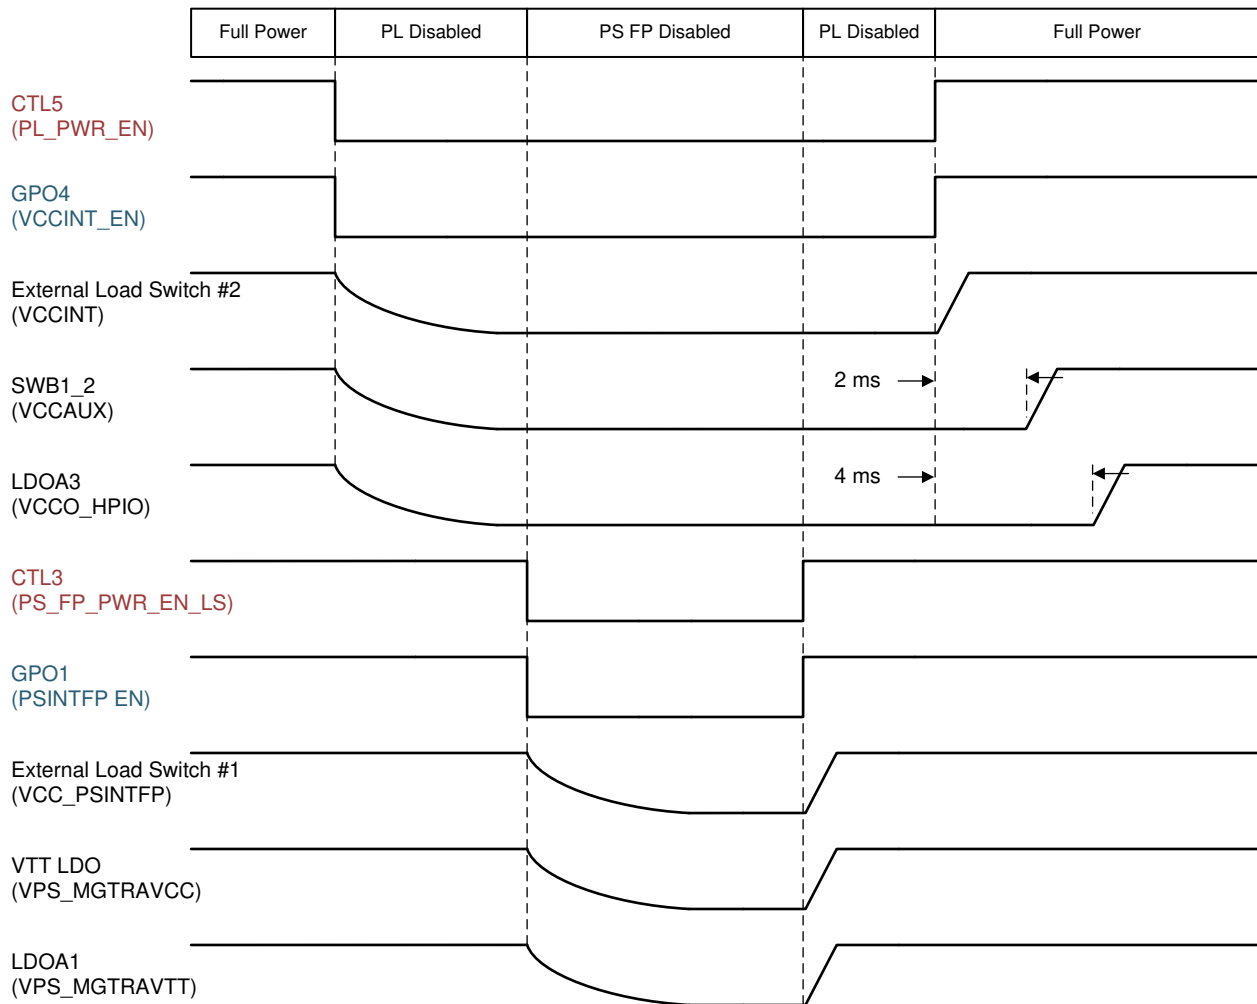 Full Power
PL Disabled
PS FP Disabled
PL Disabled
Full Power
CTL5
(PL_PWR_EN)
GPO4
(VCCINT_EN)
External Load Switch #2
(VCCINT)
SWB1_2
(VCCAUX)
2 ms
LDOA3
(VCCO_HPIO)
4 ms
CTL3
(PS_FP_PWR_EN_LS)
GPO1
(PSINTFP EN)
External Load Switch #1
(VCC_PSINTFP)
VTT LDO
(VPS_MGTRAVCC)
LDOA1
(VPS_MGTRAVTT)